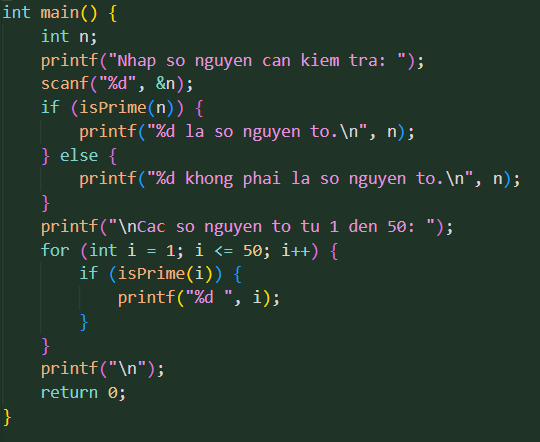 int main() {
    int n;
    printf("Nhap so nguyen can kiem tra: ");
    scanf("%d", &n);
    if (isPrime(n)) {
        printf("%d la so nguyen to.\n", n);
    } else {
        printf("%d khong phai la so nguyen to.\n", n);
    }
    printf("\nCac so nguyen to tu 1 den 50: ");
    for (int i = 1; i <= 50; i++) {
        if (isPrime(i)) {
            printf("%d ", i);
        }
    }
    printf("\n");
    return 0;
}